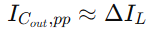 I_{C_{out},pp} ≈ ΔI_L